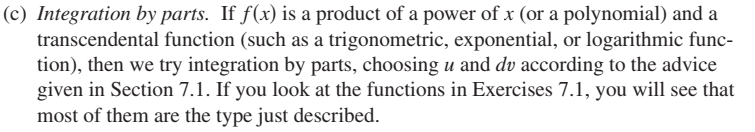 (c) Integration by parts. If f(x) is a product of a power of x (or a polynomial) and a
transcendental function (such as a trigonometric, exponential, or logarithmic func-
tion), then we try integration by parts, choosing u and dv according to the advice
given in Section 7.1. If you look at the functions in Exercises 7.1, you will see that
most of them are the type just described.